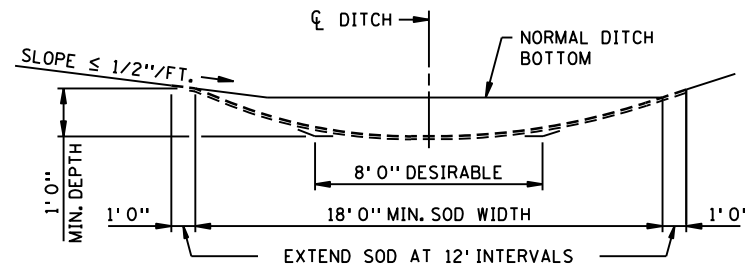 ℄ DITCH
NORMAL DITCH
BOTTOM
SLOPE ≤ 1/2"/FT.
1' 0"
MIN. DEPTH
8' 0" DESIRABLE
1' 0"
18' 0" MIN. SOD WIDTH
1' 0"
EXTEND SOD AT 12' INTERVALS